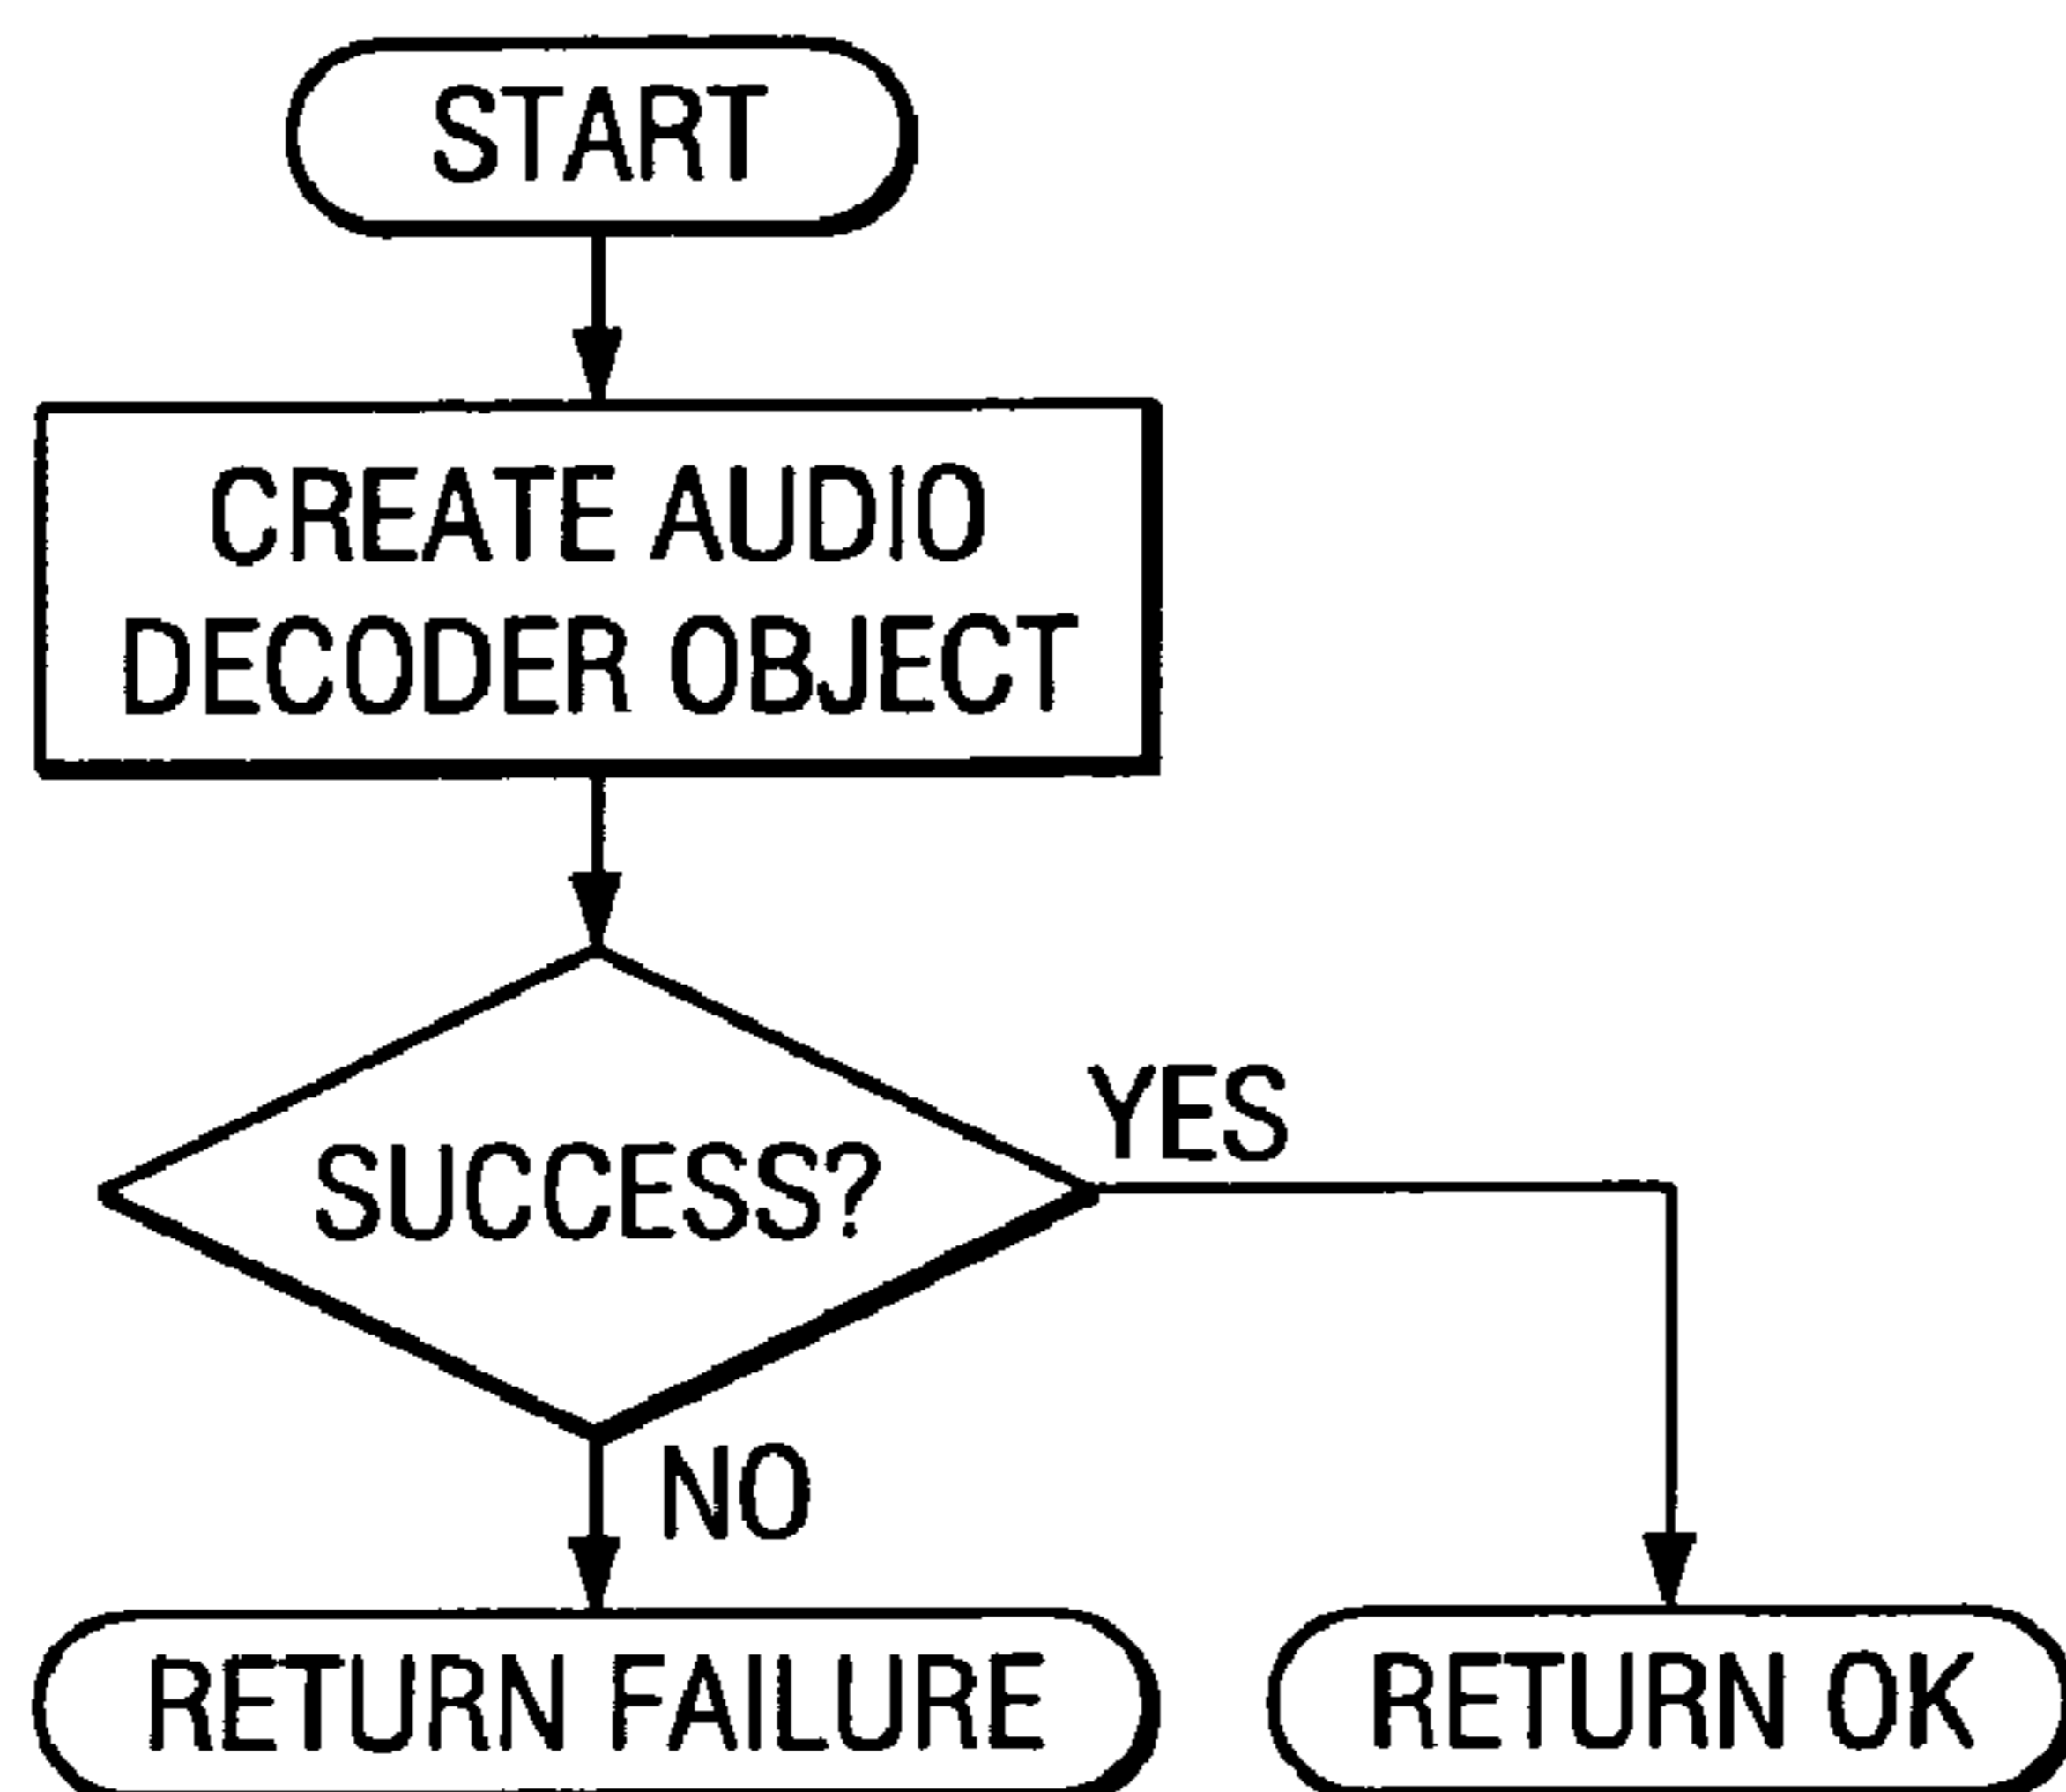 START
CREATE AUDIO
DECODER OBJECT
SUCCESS?
YES
NO
RETURN FAILURE
RETURN OK